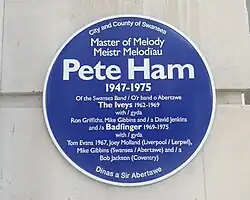 City and County of Swansea
Master of Melody
Meistr Melodïau
Pete Ham
1947-1975
Of the Swansea Band / O'r band o Abertawe
The Iveys 1962-1969
with / gyda
Ron Griffiths, Mike Gibbins and / a David Jenkins
and /a Badfinger 1969-1975
with / gyda
Tom Evans 1967, Joey Molland (Liverpool / Lerpwl),
Mike Gibbins (Swansea / Abertawe) and / a
Bob Jackson (Coventry)
Dinas a Sir Abertawe